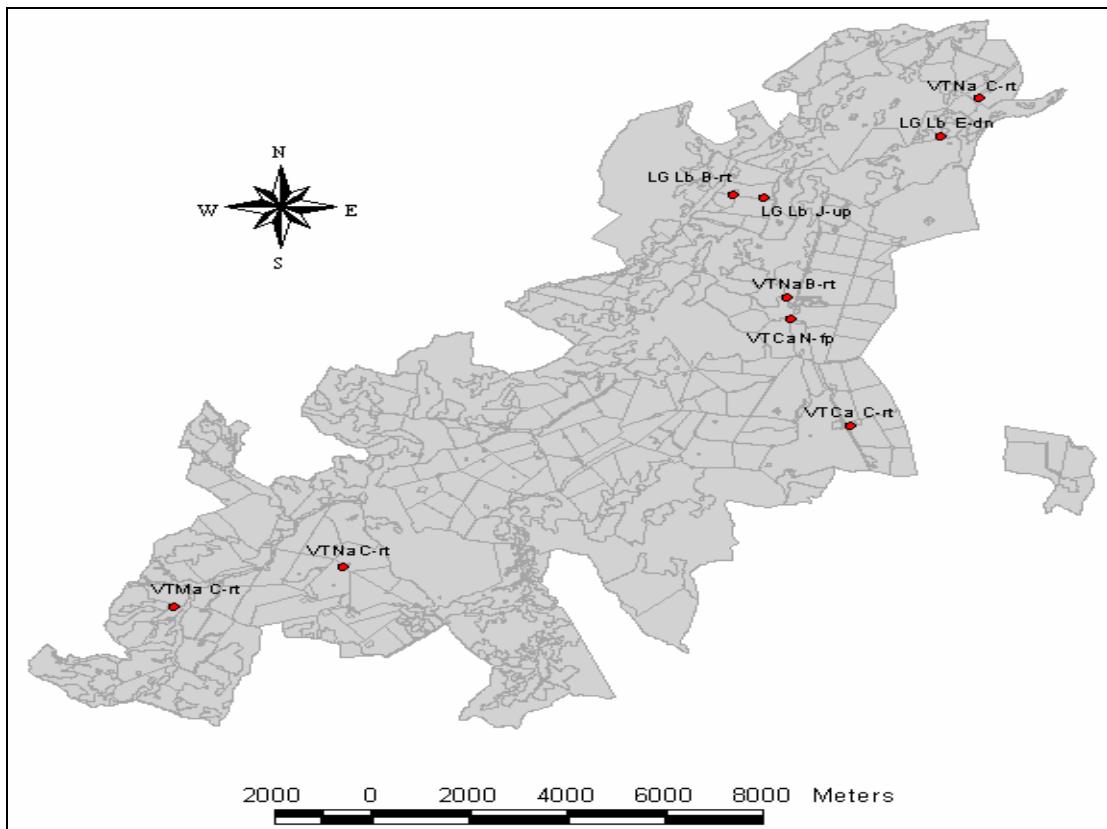 VTNa C-rt
LG Lb E-dn
N
LG Lb B-rt
W E
LG Lb J-up
S
VTNa B-rt
VTCa N-fp
VTCa C-rt
VTNa C-rt
VTMa C-rt
2000 0 2000 4000 6000 8000 Meters